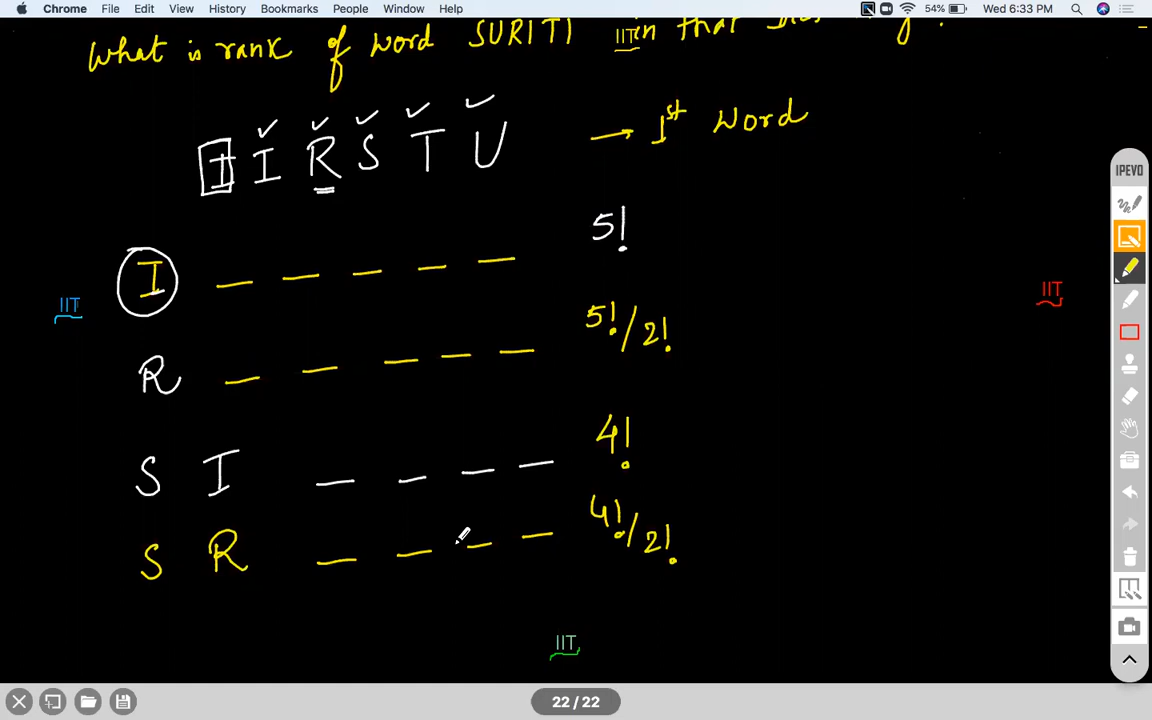 Chrome File Edit View History Bookmarks People Window Help 54% Wed 6:33 PM
What is rank of word SURITI in that
IIT
I I R S T U → 1st Word
IPEVO
I _ _ _ _ _ 5!
IIT
IIT
R _ _ _ _ _ 5!/2!
S I _ _ _ _ 4!
S R _ _ _ _ 4!/2!
IIT
22 / 22